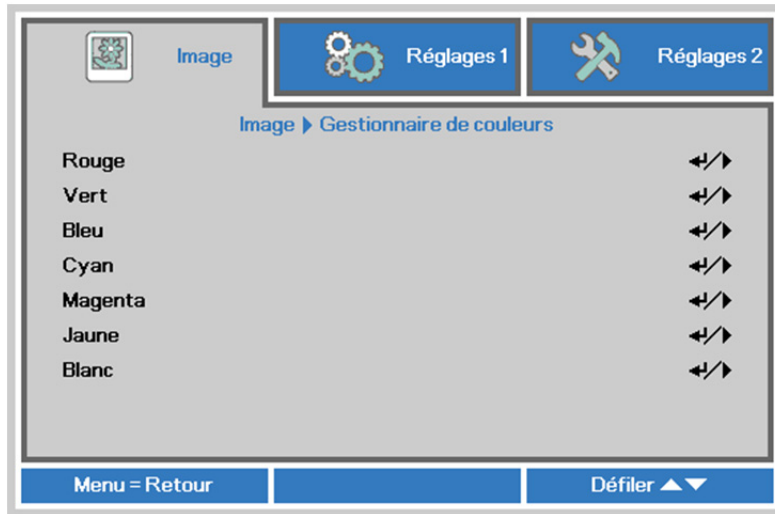 Image
Réglages 1
Réglages 2
Image ▶ Gestionnaire de couleurs
Rouge
Vert
Bleu
Cyan
Magenta
Jaune
Blanc
Menu = Retour
Défiler ▲▼